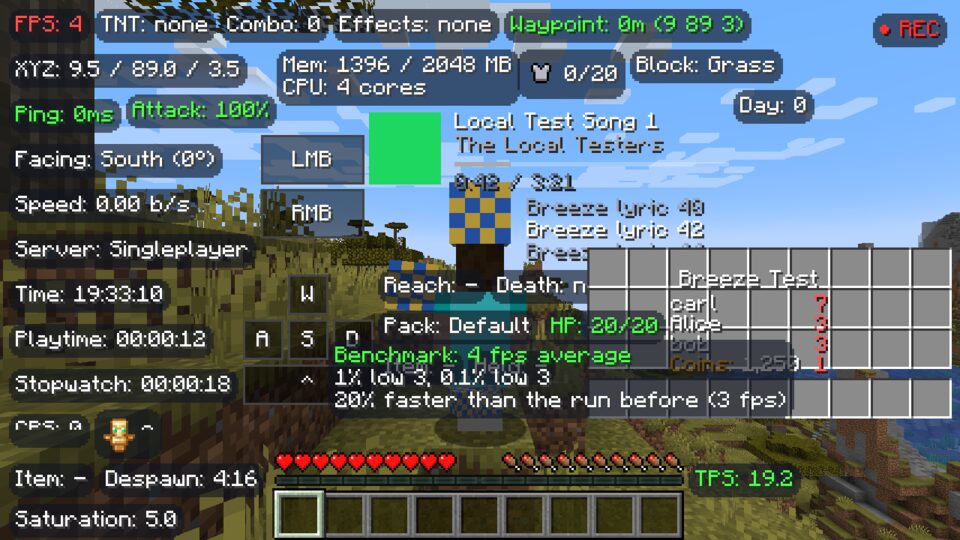 FPS: 4
TNT: none
Combo: 0
Effects: none
Waypoint: 0m (9 89 3)
● REC
XYZ: 9.5 / 89.0 / 3.5
Mem: 1396 / 2048 MB
CPU: 4 cores
0/20
Block: Grass
Day: 0
Ping: 0ms
Attack: 100%
Local Test Song 1
The Local Testers
0:42 / 3:21
Facing: South (0°)
LMB
Speed: 0.00 b/s
RMB
Breeze lyric 40
Breeze lyric 42
Server: Singleplayer
Breeze Test
Time: 19:33:10
W
Reach: -
Death: n
carl 7
Alice 3
bob 3
Coins: 1,250 1
Playtime: 00:00:12
A
S
D
Pack: Default
HP: 20/20
Benchmark: 4 fps average
1% low 3, 0.1% low 3
20% faster than the run before (3 fps)
Stopwatch: 00:00:18
^
CPS: 0
Item: -
Despawn: 4:16
TPS: 19.2
Saturation: 5.0